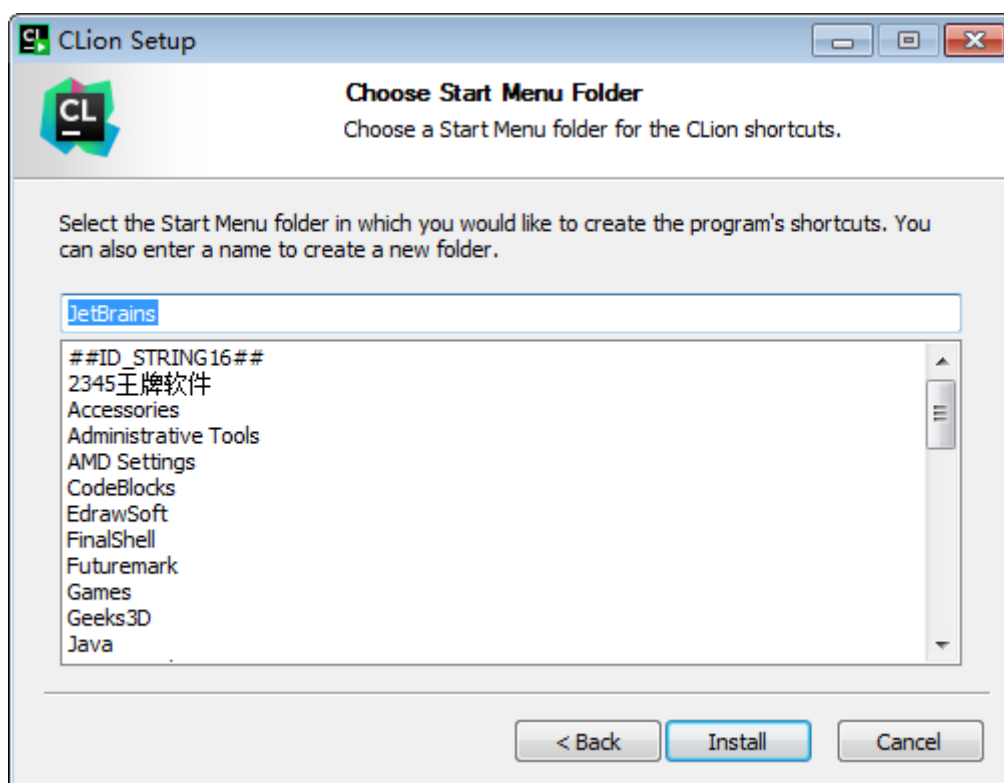 CL CLion Setup
CL
Choose Start Menu Folder
Choose a Start Menu folder for the CLion shortcuts.
Select the Start Menu folder in which you would like to create the program's shortcuts. You
can also enter a name to create a new folder.
JetBrains
##ID_STRING16##
2345王牌软件
Accessories
Administrative Tools
AMD Settings
CodeBlocks
EdrawSoft
FinalShell
Futuremark
Games
Geeks3D
Java
< Back Install Cancel